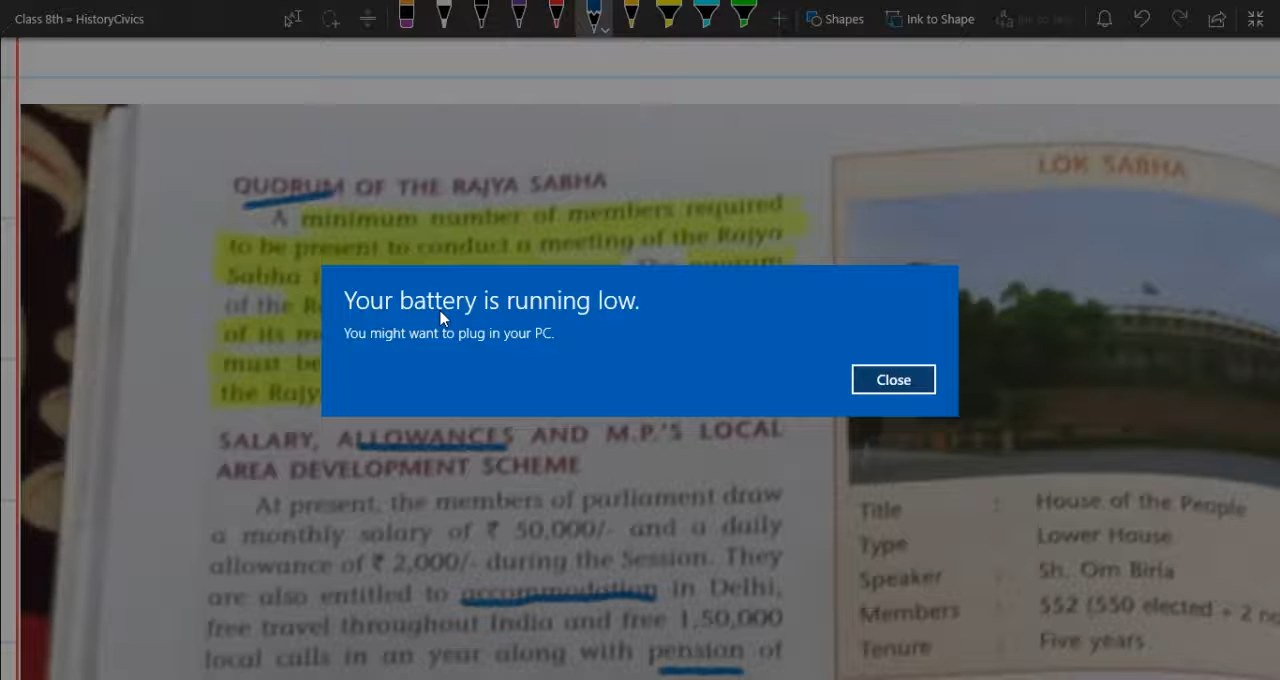 Class 8th » HistoryCivics
Shapes
Ink to Shape
QUORUM OF THE RAJYA SABHA
A minimum number of members required
to be present to conduct a meeting of the Rajya
Sabha
of the
of its
must be
the Rajy
Your battery is running low.
You might want to plug in your PC.
Close
SALARY, ALLOWANCES AND M.P.'S LOCAL
AREA DEVELOPMENT SCHEME
At present, the members of parliament draw
a monthly salary of ₹ 50,000/- and a daily
allowance of ₹ 2,000/- during the Session. They
are also entitled to accommodation in Delhi,
free travel throughout India and free 1,50,000
local calls in an year along with pension of
LOK SABHA
Title : House of the People
Type : Lower House
Speaker : Sh. Om Birla
Members : 552 (550 elected + 2
Tenure : Five years